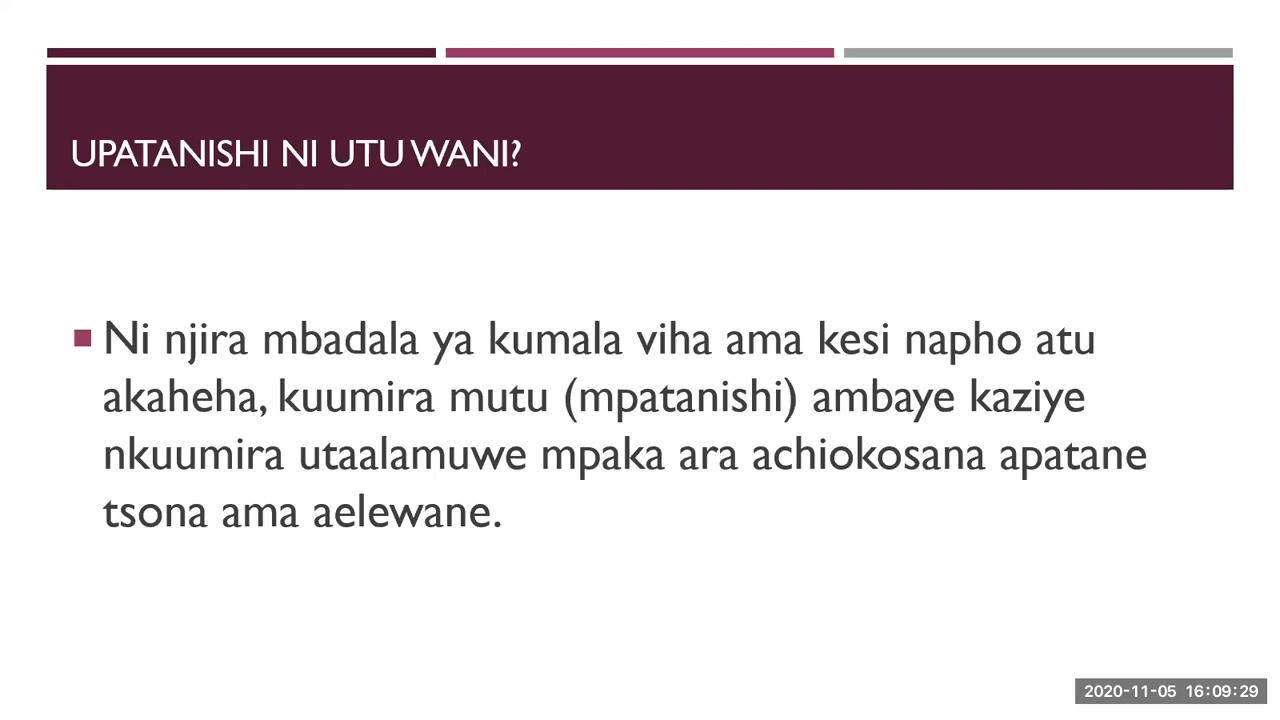 UPATANISHI NI UTU WANI?
Ni njira mbadala ya kumala viha ama kesi napho atu
akaheha, kuumira mutu (mpatanishi) ambaye kaziye
nkuumira utaalamuwe mpaka ara achiokosana apatane
tsona ama aelewane.
2020-11-05 16:09:29